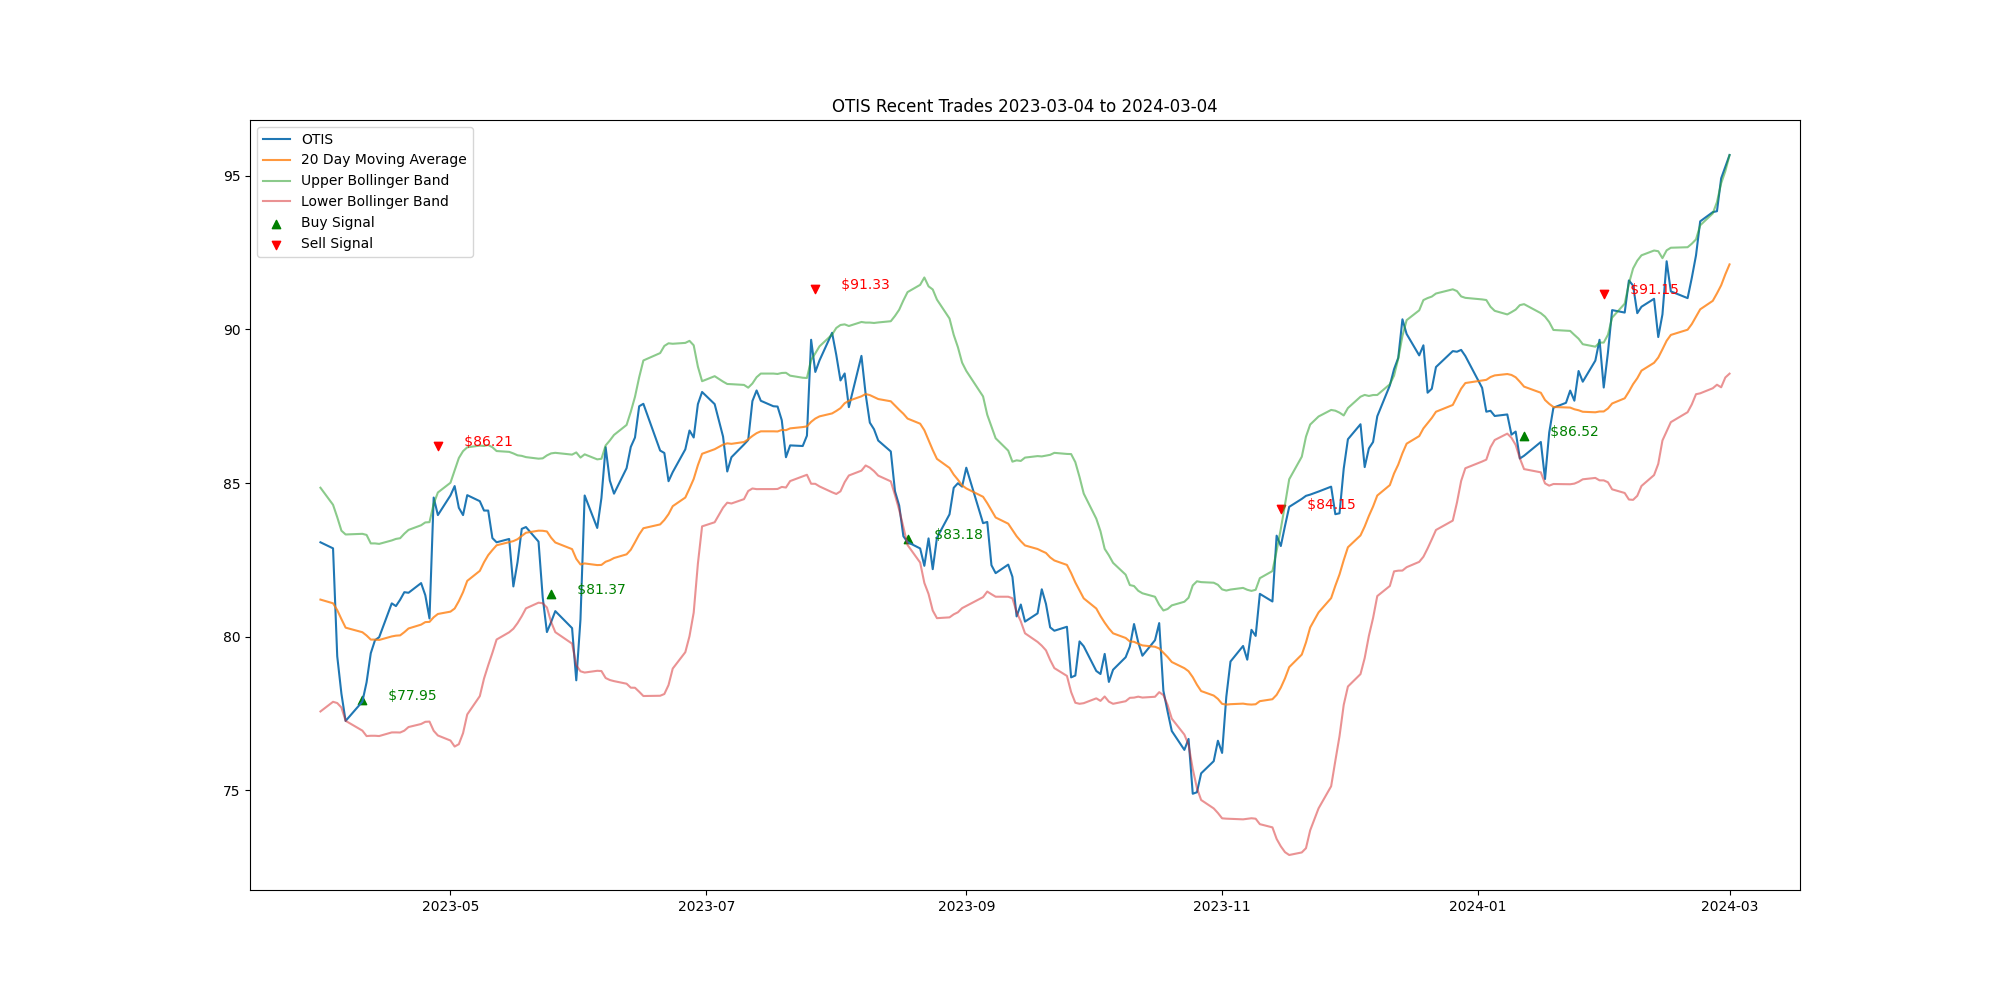 OTIS Recent Trades 2023-03-04 to 2024-03-04
OTIS
20 Day Moving Average
Upper Bollinger Band
Lower Bollinger Band
Buy Signal
Sell Signal
95
90
85
80
75
$91.33
$91.15
$86.21
$86.52
$83.18
$84.15
$81.37
$77.95
2023-05
2023-07
2023-09
2023-11
2024-01
2024-03